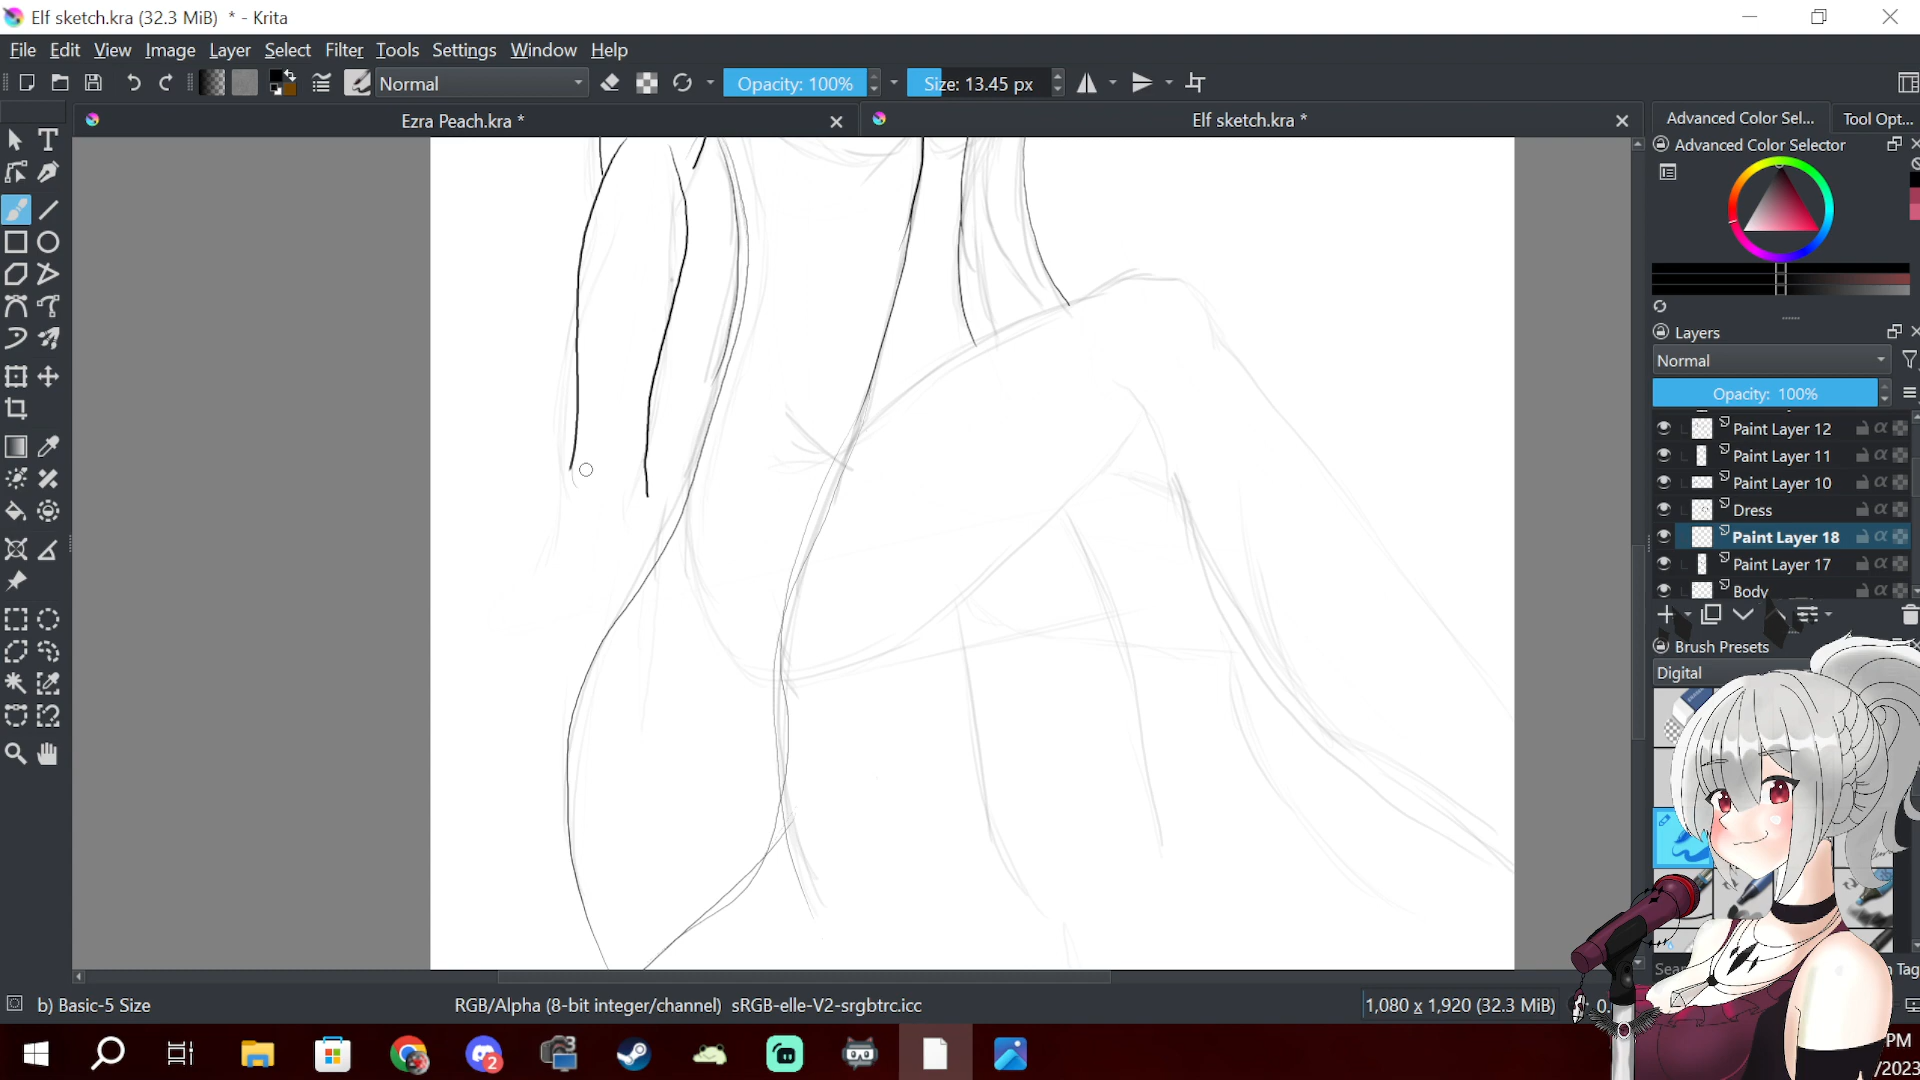 Elf sketch.kra (32.3 MiB) * - Krita
File Edit View Image Layer Select Filter Tools Settings Window Help
Normal Opacity: 100% Size: 13.45 px
Ezra Peach.kra * Elf sketch.kra * Advanced Color Sel... Tool Opt...
Advanced Color Selector
Layers
Normal
Opacity: 100%
Paint Layer 12
Paint Layer 11
Paint Layer 10
Dress
Paint Layer 18
Paint Layer 17
Body
Brush Presets
Digital
Tag
b) Basic-5 Size RGB/Alpha (8-bit integer/channel) sRGB-elle-V2-srgbtrc.icc 1,080 x 1,920 (32.3 MiB) 0.
2
3
PM
/2023